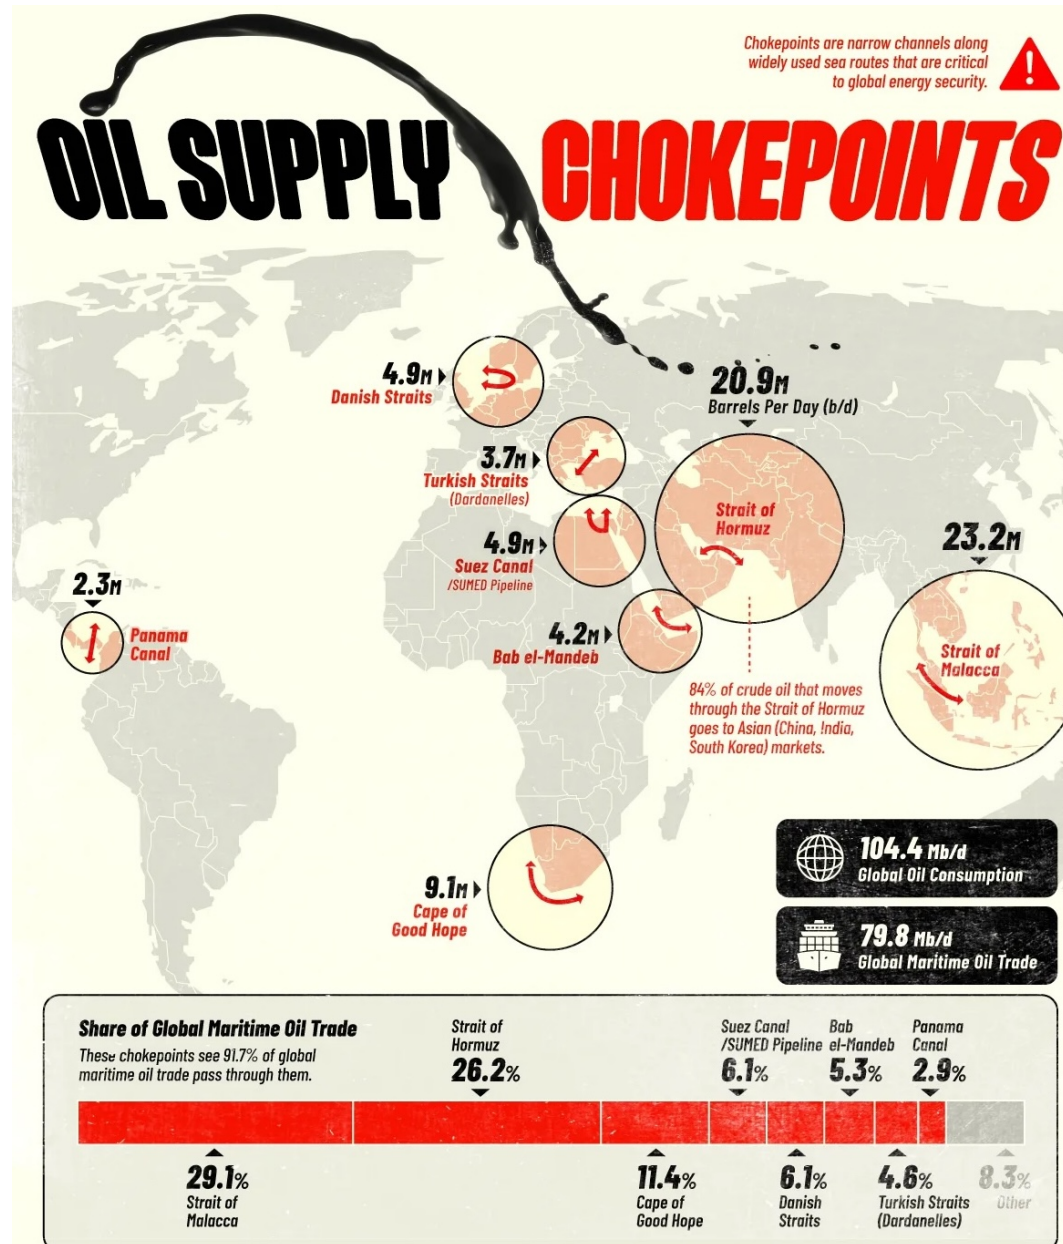 Chokepoints are narrow channels along
widely used sea routes that are critical
to global energy security.
OIL SUPPLY CHOKEPOINTS
4.9M
Danish Straits
20.9M
Barrels Per Day (b/d)
3.7M
Turkish Straits
(Dardanelles)
Strait of
Hormuz
4.9M
Suez Canal
/SUMED Pipeline
23.2M
2.3M
Panama
Canal
4.2M
Bab el-Mandeb
Strait of
Malacca
84% of crude oil that moves
through the Strait of Hormuz
goes to Asian (China, India,
South Korea) markets.
9.1M
Cape of
Good Hope
104.4 Mb/d
Global Oil Consumption
79.8 Mb/d
Global Maritime Oil Trade
Share of Global Maritime Oil Trade
These chokepoints see 91.7% of global
maritime oil trade pass through them.
Strait of
Hormuz
26.2%
Suez Canal
/SUMED Pipeline
6.1%
Bab
el-Mandeb
5.3%
Panama
Canal
2.9%
29.1%
Strait of
Malacca
11.4%
Cape of
Good Hope
6.1%
Danish
Straits
4.6%
Turkish Straits
(Dardanelles)
8.3%
Other